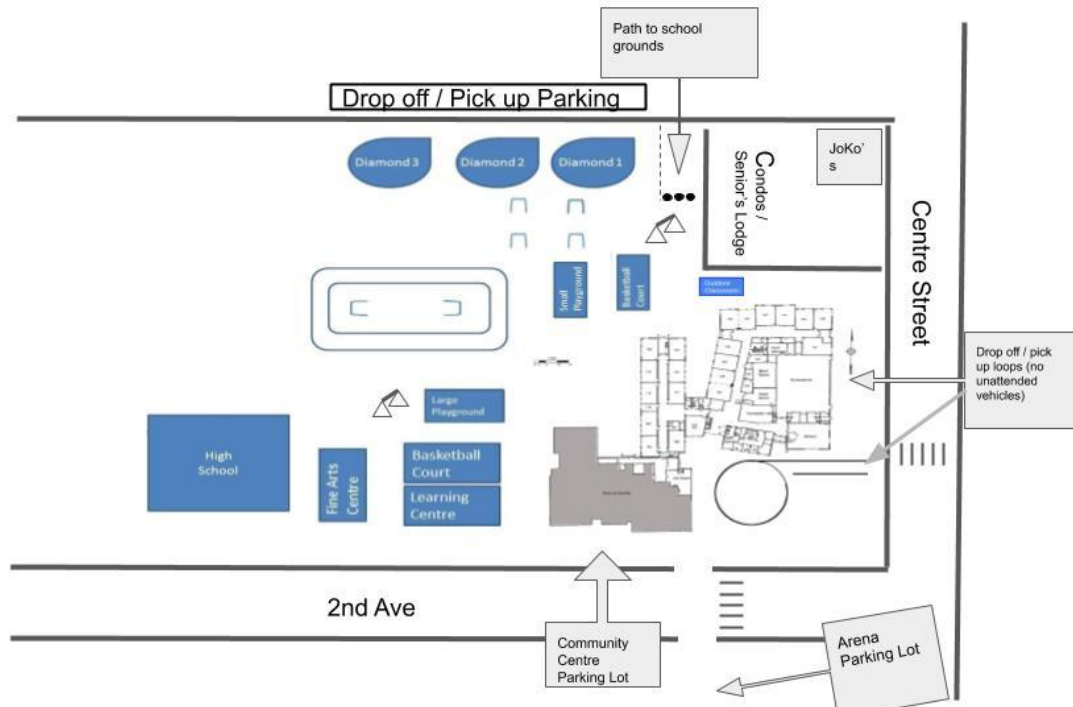 Path to school
grounds
Drop off / Pick up Parking
Diamond 3
Diamond 2
Diamond 1
JoKo'
s
Condos /
Senior's Lodge
Centre Street
Small
Playground
Basketball
Court
Outdoor
Classroom
Drop off / pick
up loops (no
unattended
vehicles)
Large
Playground
High
School
Fine Arts
Centre
Basketball
Court
Learning
Centre
2nd Ave
Community
Centre
Parking Lot
Arena
Parking Lot